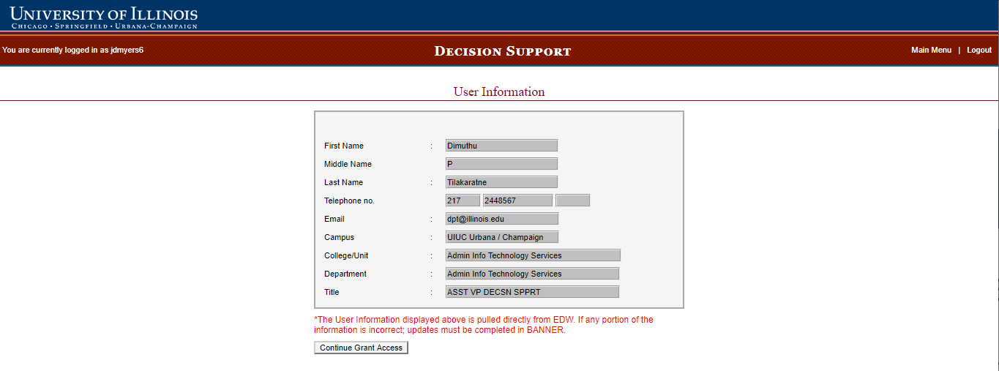 UNIVERSITY OF ILLINOIS
CHICAGO • SPRINGFIELD • URBANA-CHAMPAIGN
You are currently logged in as jdmyers6 DECISION SUPPORT Main Menu | Logout
User Information
First Name : Dimuthu
Middle Name P
Last Name : Tilakaratne
Telephone no. 217 2448567
Email : dpt@illinois.edu
Campus : UIUC Urbana / Champaign
College/Unit : Admin Info Technology Services
Department : Admin Info Technology Services
Title : ASST VP DECSN SPPRT
*The User Information displayed above is pulled directly from EDW. If any portion of the
information is incorrect; updates must be completed in BANNER.
Continue Grant Access